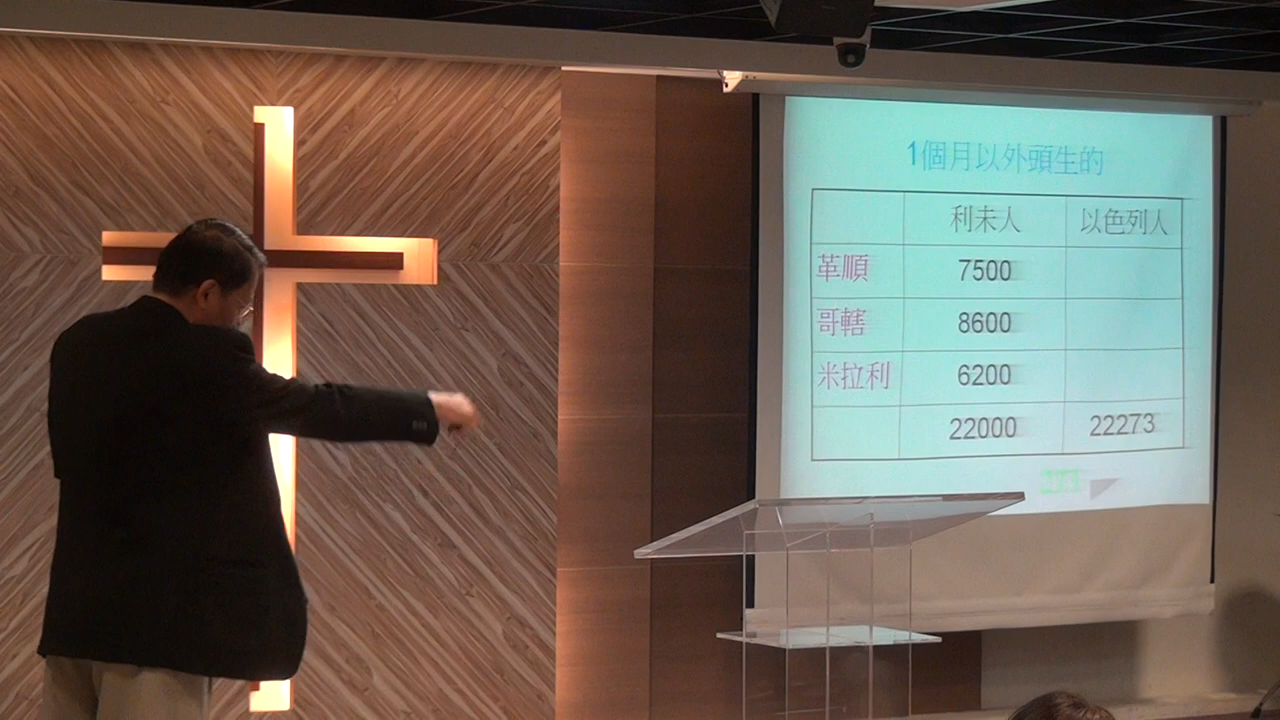 1個月以外頭生的
利未人 以色列人
革順 7500
哥轄 8600
米拉利 6200
22000 22273